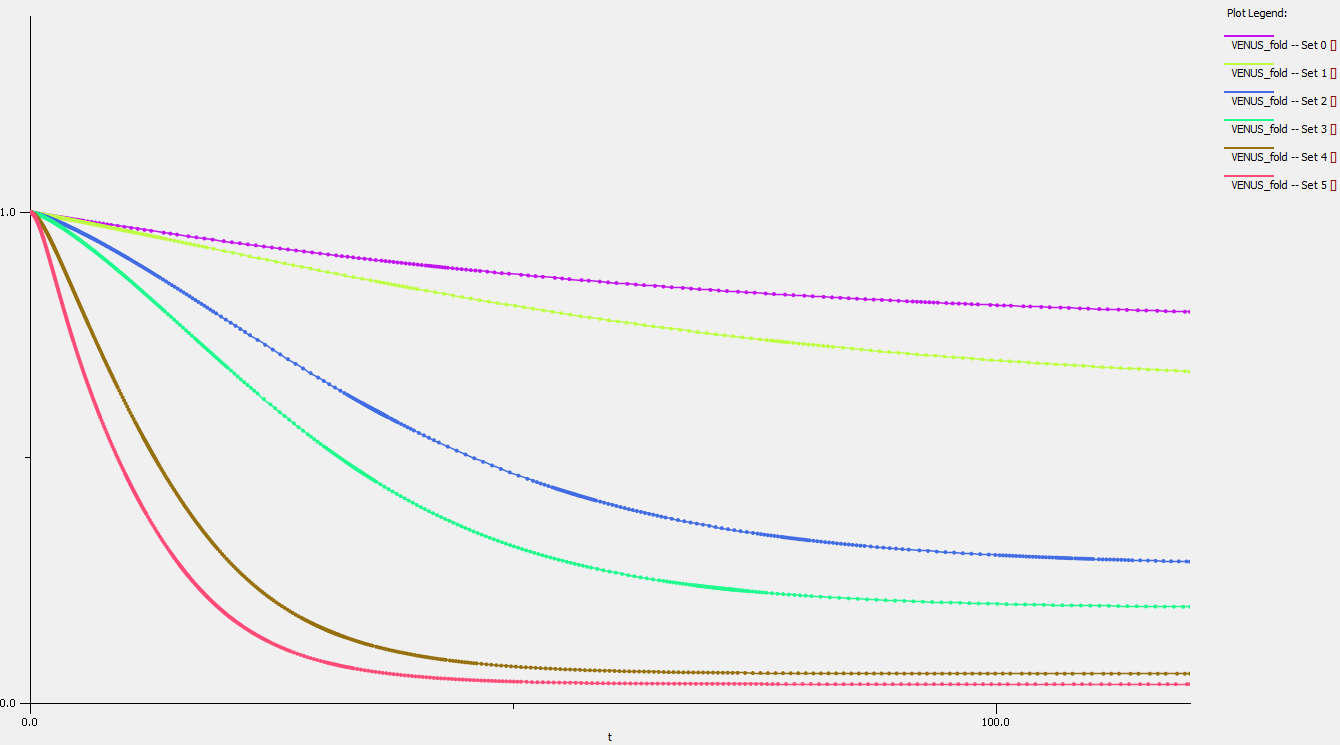 Plot Legend:
VENUS_fold -- Set 0 []
VENUS_fold -- Set 1 []
VENUS_fold -- Set 2 []
VENUS_fold -- Set 3 []
VENUS_fold -- Set 4 []
VENUS_fold -- Set 5 []
1.0
0.0
0.0
100.0
t